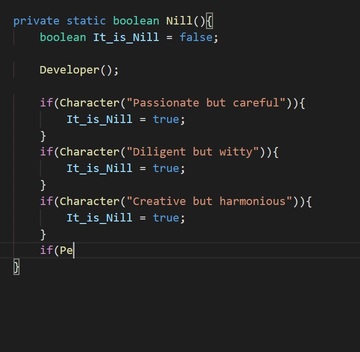 private static boolean Nill(){
boolean It_is_Nill = false;
Developer();
if(Character("Passionate but careful")){
It_is_Nill = true;
}
if(Character("Diligent but witty")){
It_is_Nill = true;
}
if(Character("Creative but harmonious")){
It_is_Nill = true;
}
if(Pe
}